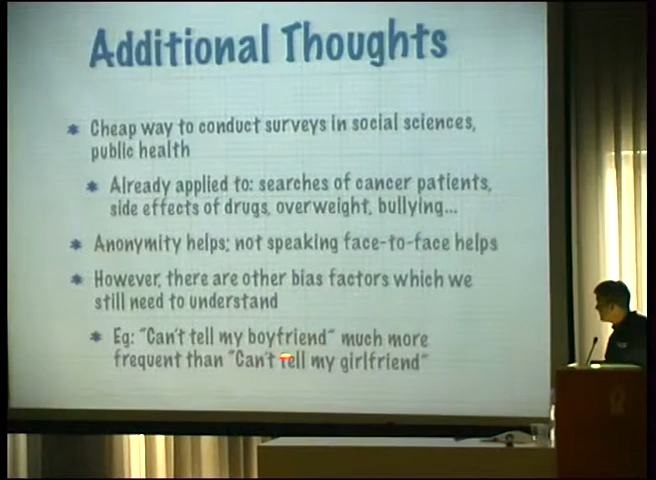 Additional Thoughts
* Cheap way to conduct surveys in social sciences,
public health
* Already applied to: searches of cancer patients,
side effects of drugs, overweight, bullying...
* Anonymity helps; not speaking face-to-face helps
* However, there are other bias factors which we
still need to understand
* Eg: "Can't tell my boyfriend" much more
frequent than "Can't tell my girlfriend"